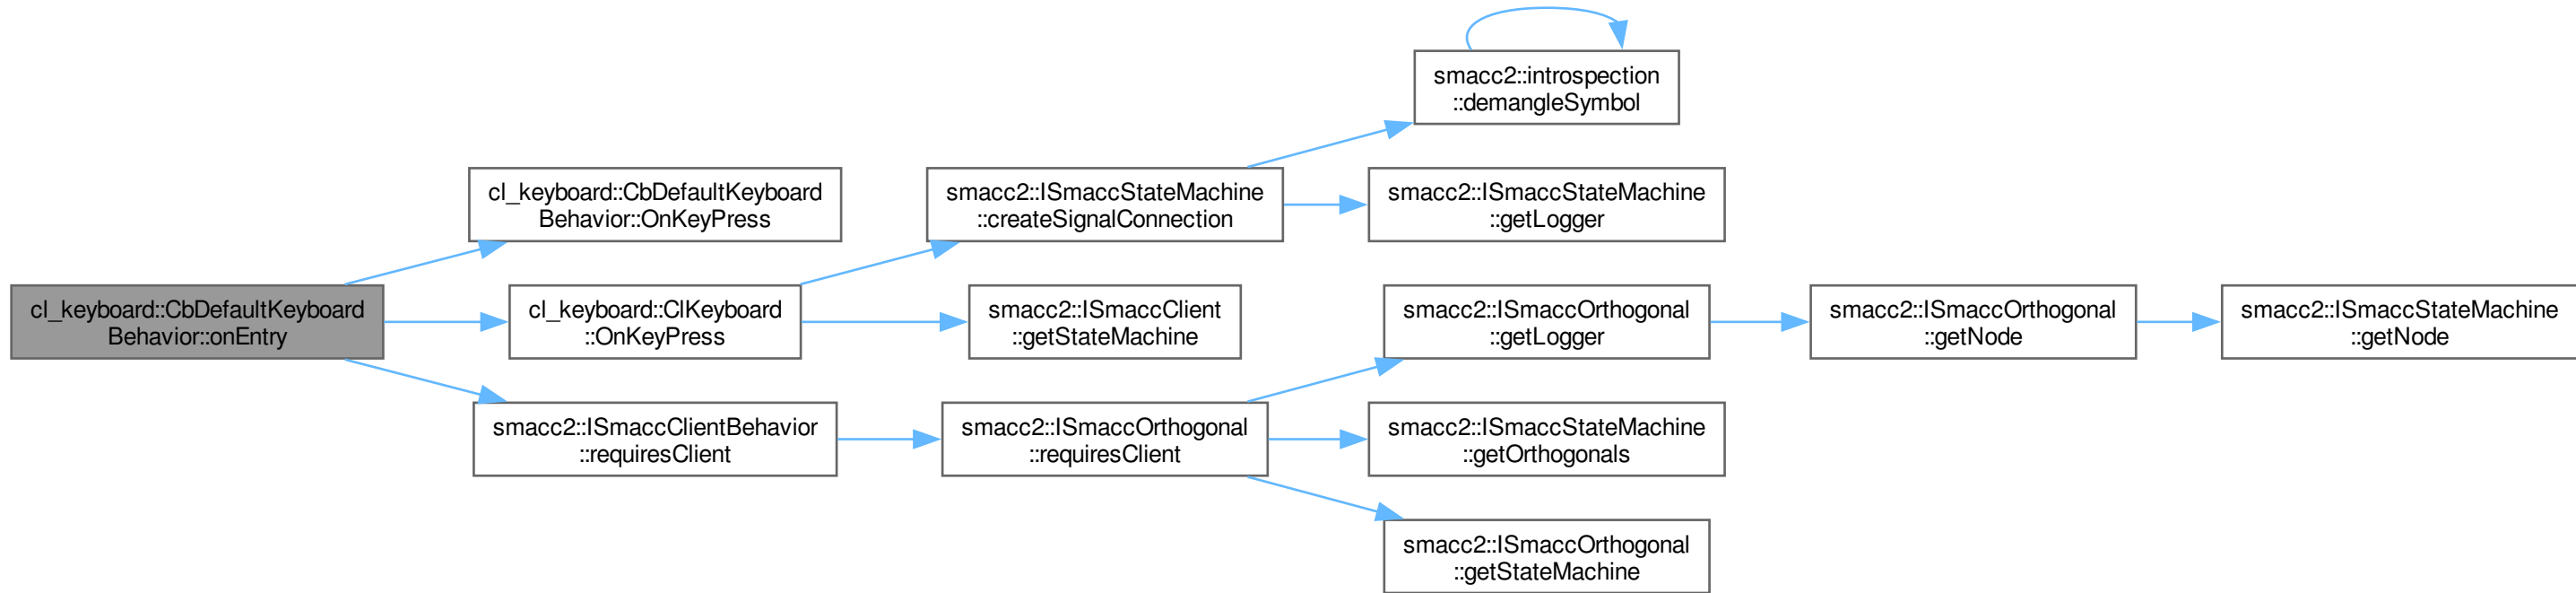 smacc2::introspection
::demangleSymbol
cl_keyboard::CbDefaultKeyboard
Behavior::OnKeyPress
smacc2::ISmaccStateMachine
::createSignalConnection
smacc2::ISmaccStateMachine
::getLogger
cl_keyboard::CbDefaultKeyboard
Behavior::onEntry
cl_keyboard::ClKeyboard
::OnKeyPress
smacc2::ISmaccClient
::getStateMachine
smacc2::ISmaccOrthogonal
::getLogger
smacc2::ISmaccOrthogonal
::getNode
smacc2::ISmaccStateMachine
::getNode
smacc2::ISmaccClientBehavior
::requiresClient
smacc2::ISmaccOrthogonal
::requiresClient
smacc2::ISmaccStateMachine
::getOrthogonals
smacc2::ISmaccOrthogonal
::getStateMachine